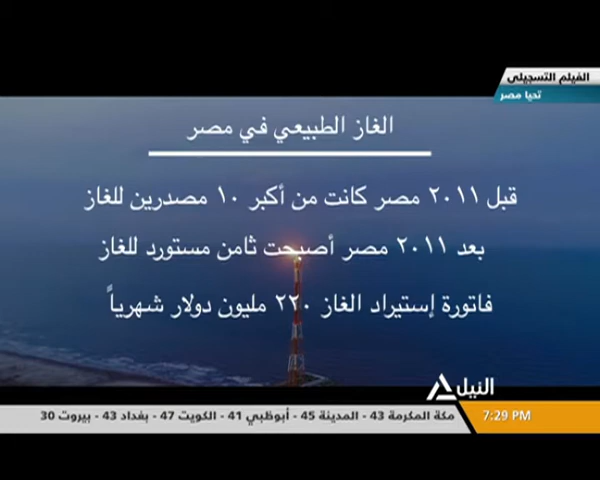 الفيلم التسجيلي
تحيا مصر
الغاز الطبيعي في مصر
قبل ٢٠١١ مصر كانت من أكبر ١٠ مصدرين للغاز
بعد ٢٠١١ مصر أصبحت ثامن مستورد للغاز
فاتورة إستيراد الغاز ٢٢٠ مليون دولار شهرياً
النيل
7:29 PM
مكة المكرمة 43 - المدينة 45 - أبوظبي 41 - الكويت 47 - بغداد 43 - بيروت 30